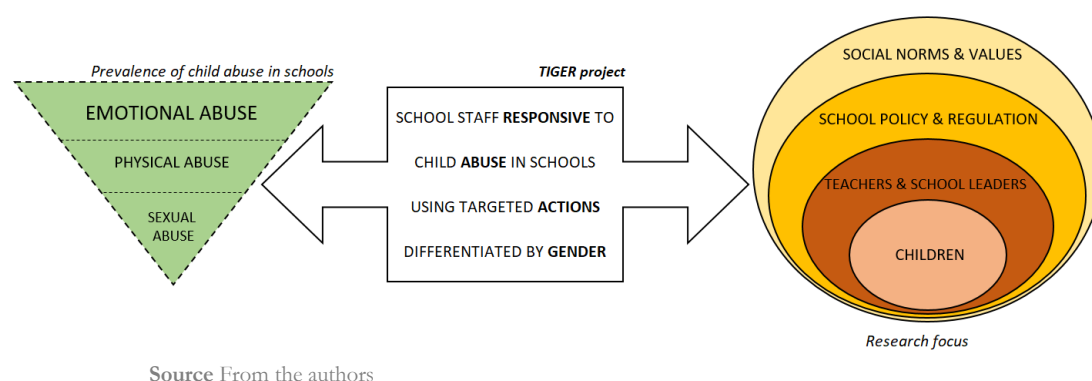 Prevalence of child abuse in schools
EMOTIONAL ABUSE
PHYSICAL ABUSE
SEXUAL
ABUSE
TIGER project
SCHOOL STAFF RESPONSIVE TO
CHILD ABUSE IN SCHOOLS
USING TARGETED ACTIONS
DIFFERENTIATED BY GENDER
SOCIAL NORMS & VALUES
SCHOOL POLICY & REGULATION
TEACHERS & SCHOOL LEADERS
CHILDREN
Research focus
Source From the authors